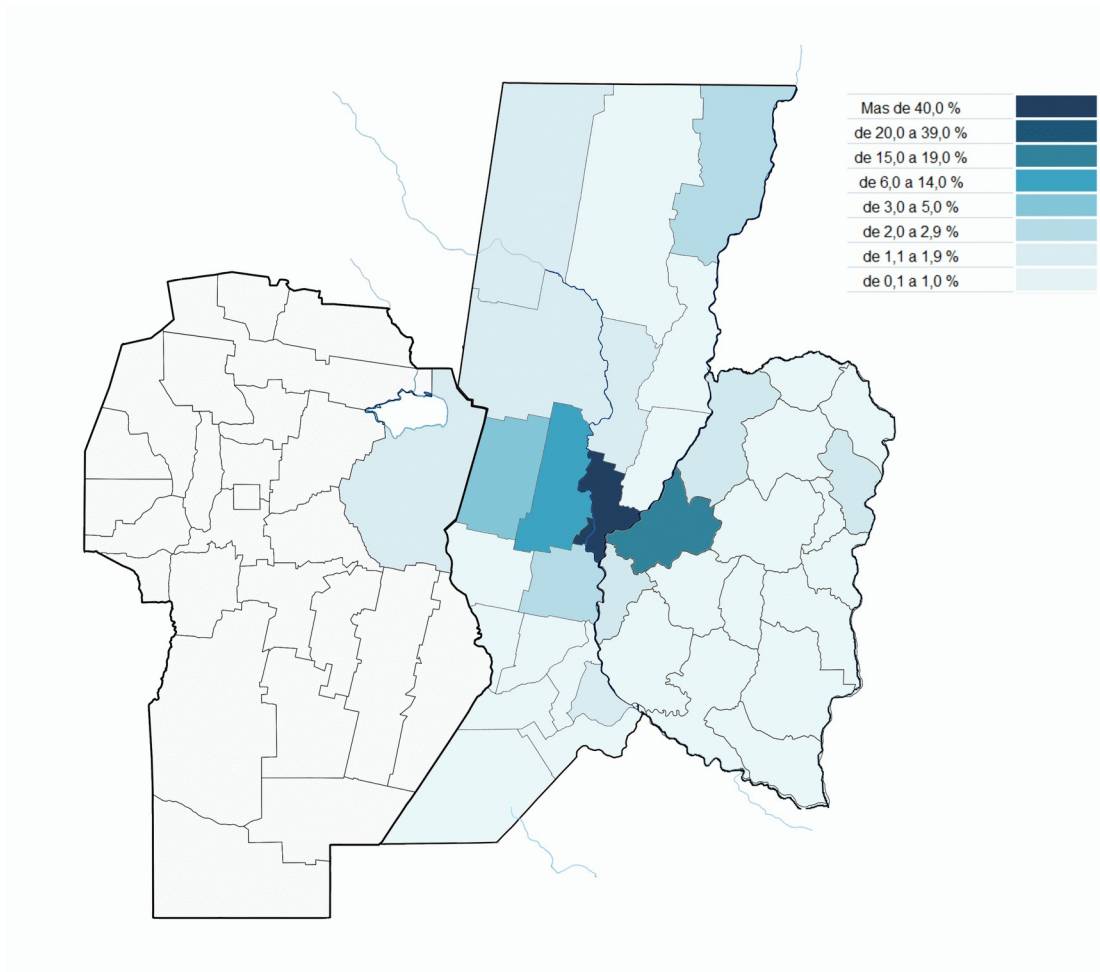 Mas de 40,0 %
de 20,0 a 39,0 %
de 15,0 a 19,0 %
de 6,0 a 14,0 %
de 3,0 a 5,0 %
de 2,0 a 2,9 %
de 1,1 a 1,9 %
de 0,1 a 1,0 %